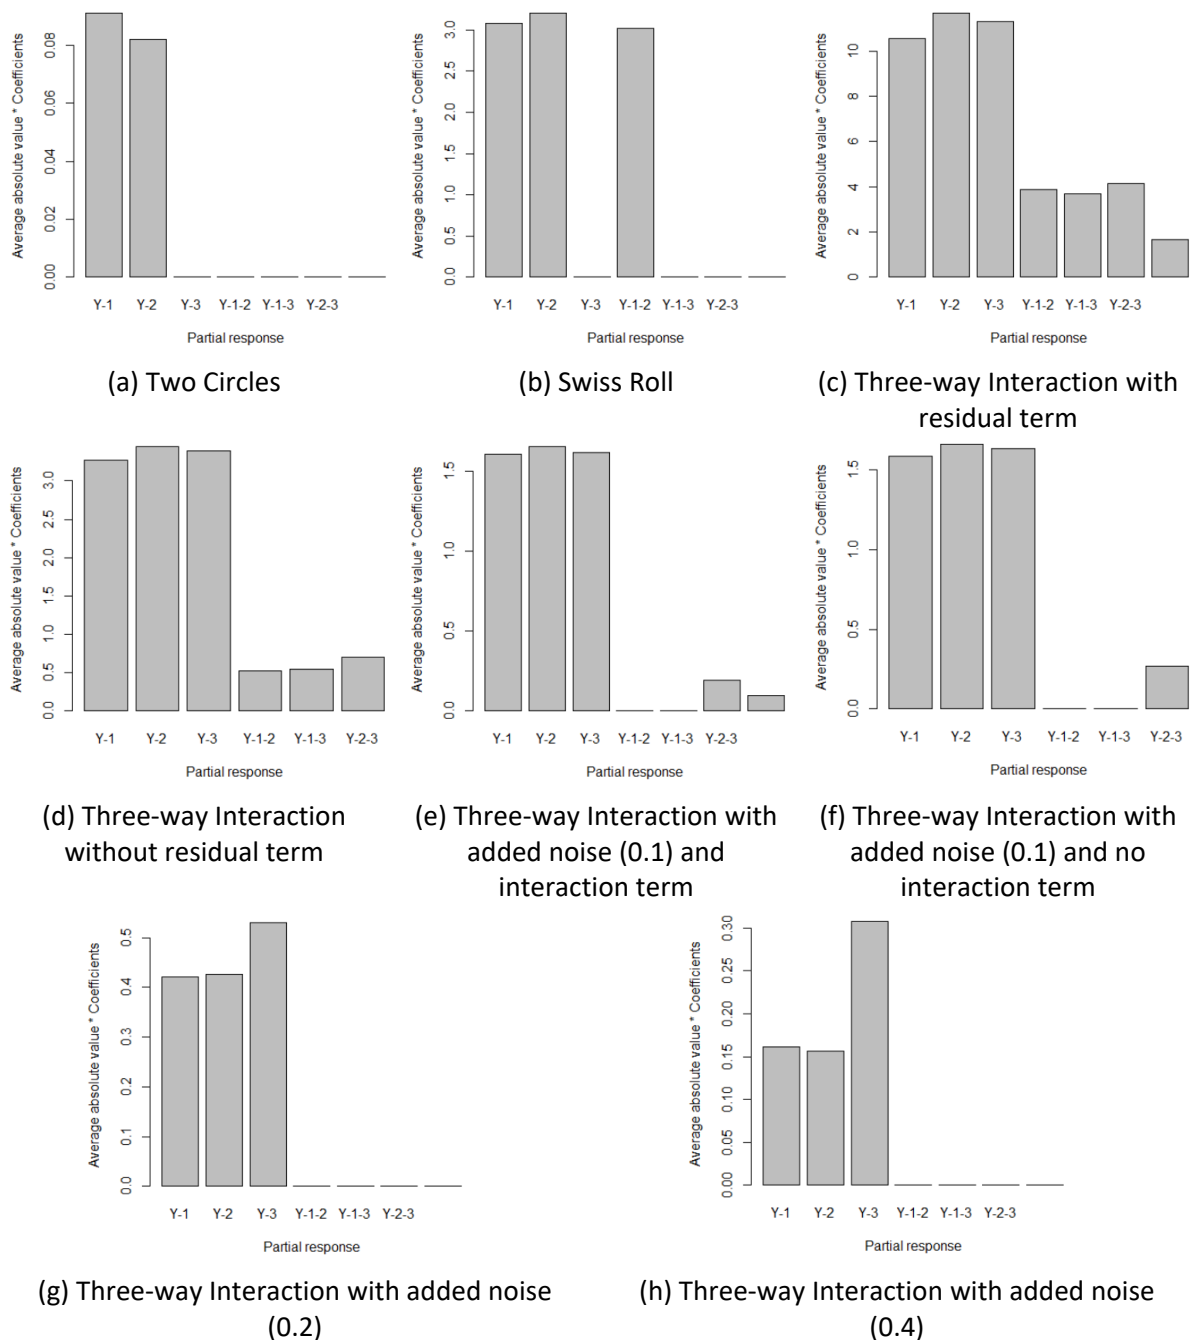 Average absolute value * Coefficients
0.08
0.06
0.04
0.02
0.00
Y-1 Y-2 Y-3 Y-1-2 Y-1-3 Y-2-3
Partial response
(a) Two Circles
Average absolute value * Coefficients
3.0
2.5
2.0
1.5
1.0
0.5
0.0
Y-1 Y-2 Y-3 Y-1-2 Y-1-3 Y-2-3
Partial response
(b) Swiss Roll
Average absolute value * Coefficients
10
8
6
4
2
0
Y-1 Y-2 Y-3 Y-1-2 Y-1-3 Y-2-3
Partial response
(c) Three-way Interaction with
residual term
Average absolute value * Coefficients
3.0
2.5
2.0
1.5
1.0
0.5
0.0
Y-1 Y-2 Y-3 Y-1-2 Y-1-3 Y-2-3
Partial response
(d) Three-way Interaction
without residual term
Average absolute value * Coefficients
1.5
1.0
0.5
0.0
Y-1 Y-2 Y-3 Y-1-2 Y-1-3 Y-2-3
Partial response
(e) Three-way Interaction with
added noise (0.1) and
interaction term
Average absolute value * Coefficients
1.5
1.0
0.5
0.0
Y-1 Y-2 Y-3 Y-1-2 Y-1-3 Y-2-3
Partial response
(f) Three-way Interaction with
added noise (0.1) and no
interaction term
Average absolute value * Coefficients
0.5
0.4
0.3
0.2
0.1
0.0
Y-1 Y-2 Y-3 Y-1-2 Y-1-3 Y-2-3
Partial response
(g) Three-way Interaction with added noise
(0.2)
Average absolute value * Coefficients
0.30
0.25
0.20
0.15
0.10
0.05
0.00
Y-1 Y-2 Y-3 Y-1-2 Y-1-3 Y-2-3
Partial response
(h) Three-way Interaction with added noise
(0.4)